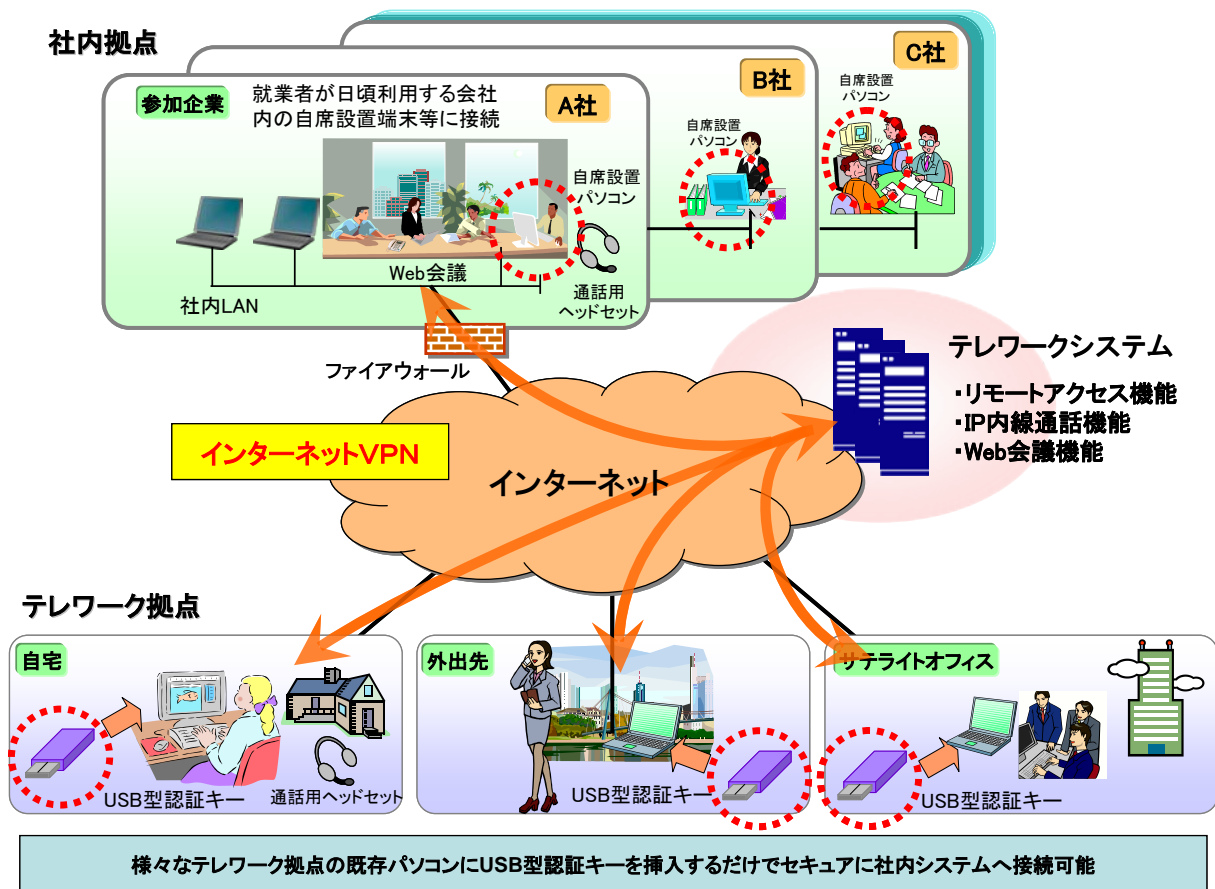 社内拠点
C社
自席設置
パソコン
B社
自席設置
パソコン
参加企業
就業者が日頃利用する会社
内の自席設置端末等に接続
A社
自席設置
パソコン
Web会議
社内LAN
通話用
ヘッドセット
ファイアウォール
テレワークシステム
・リモートアクセス機能
・IP内線通話機能
・Web会議機能
インターネットVPN
インターネット
テレワーク拠点
自宅
USB型認証キー
通話用ヘッドセット
外出先
USB型認証キー
サテライトオフィス
USB型認証キー
様々なテレワーク拠点の既存パソコンにUSB型認証キーを挿入するだけでセキュアに社内システムへ接続可能